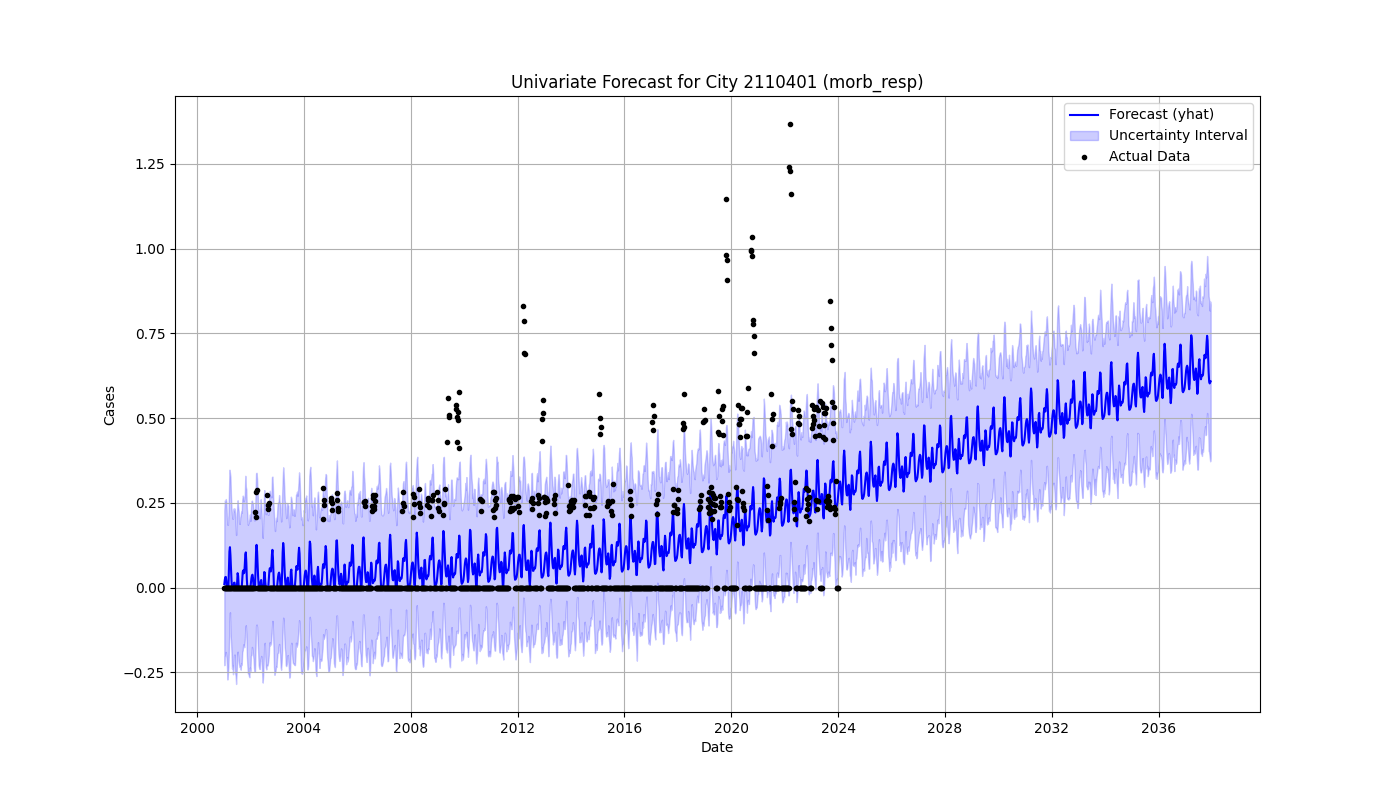 Univariate Forecast for City 2110401 (morb_resp)
Forecast (yhat)
Uncertainty Interval
Actual Data
Cases
1.25
1.00
0.75
0.50
0.25
0.00
−0.25
2000 2004 2008 2012 2016 2020 2024 2028 2032 2036
Date